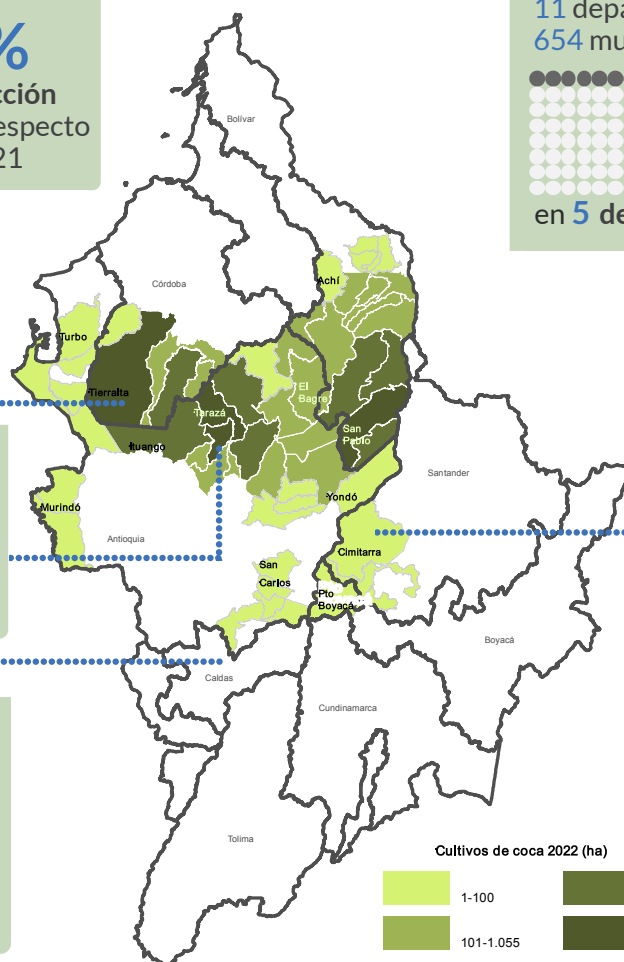 %
cción
especto
21
11 depa
654 mu
en 5 de
Bolívar
Achí
Córdoba
Turbo
Tierralta
El
Bagre
Tarazá
San
Pablo
Ituango
Santander
Yondó
Murindó
Antioquia
Cimitarra
San
Carlos
Pto
Boyacá
Boyacá
Caldas
Cundinamarca
Tolima
Cultivos de coca 2022 (ha)
1-100
101-1.055